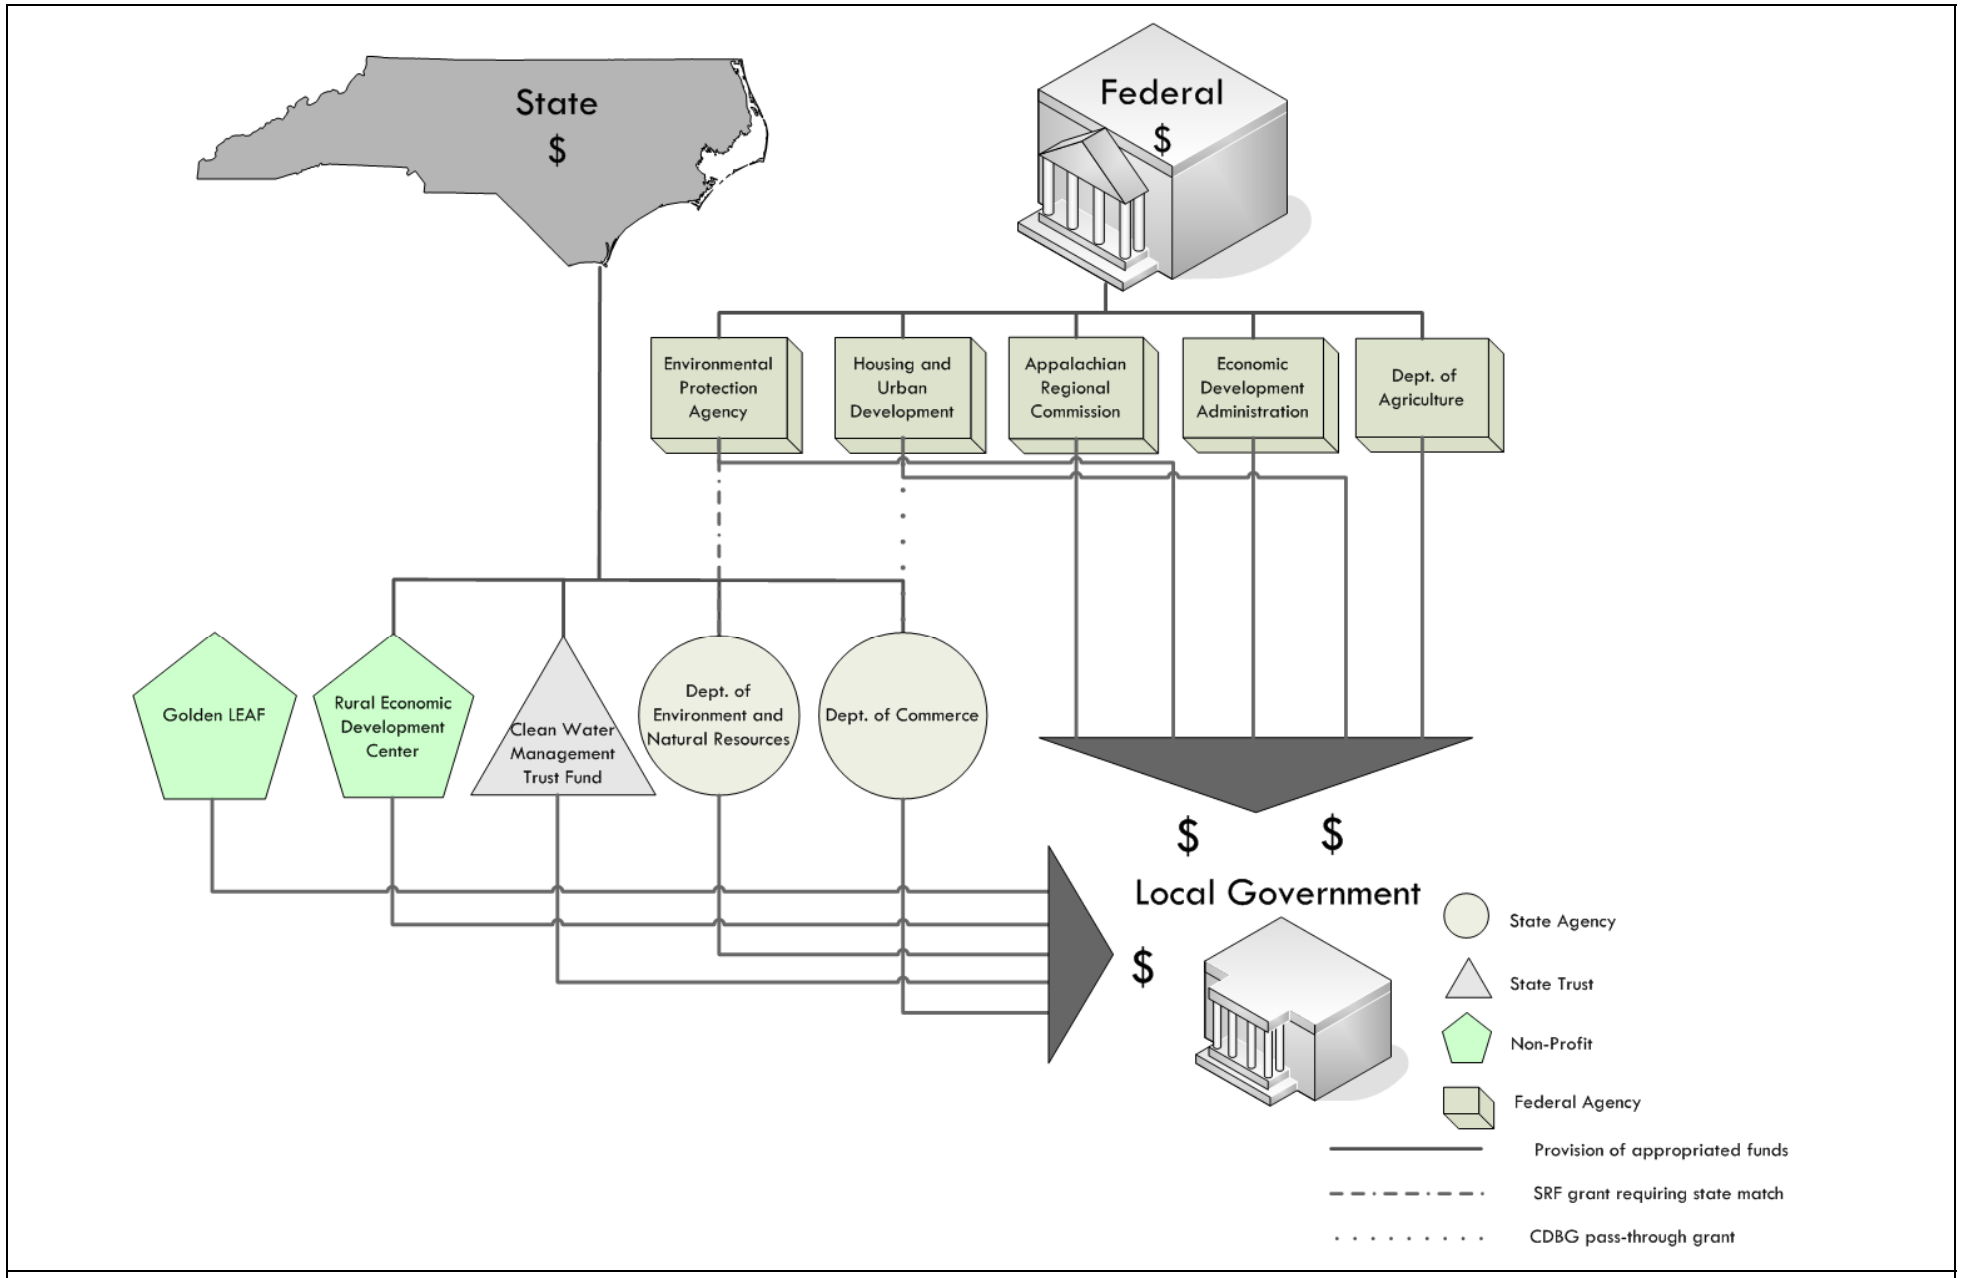 State
$
Federal
$
Environmental
Protection
Agency
Housing and
Urban
Development
Appalachian
Regional
Commission
Economic
Development
Administration
Dept. of
Agriculture
Golden LEAF
Rural Economic
Development
Center
Clean Water
Management
Trust Fund
Dept. of
Environment and
Natural Resources
Dept. of Commerce
$ $
Local Government
$
State Agency
State Trust
Non-Profit
Federal Agency
Provision of appropriated funds
SRF grant requiring state match
CDBG pass-through grant